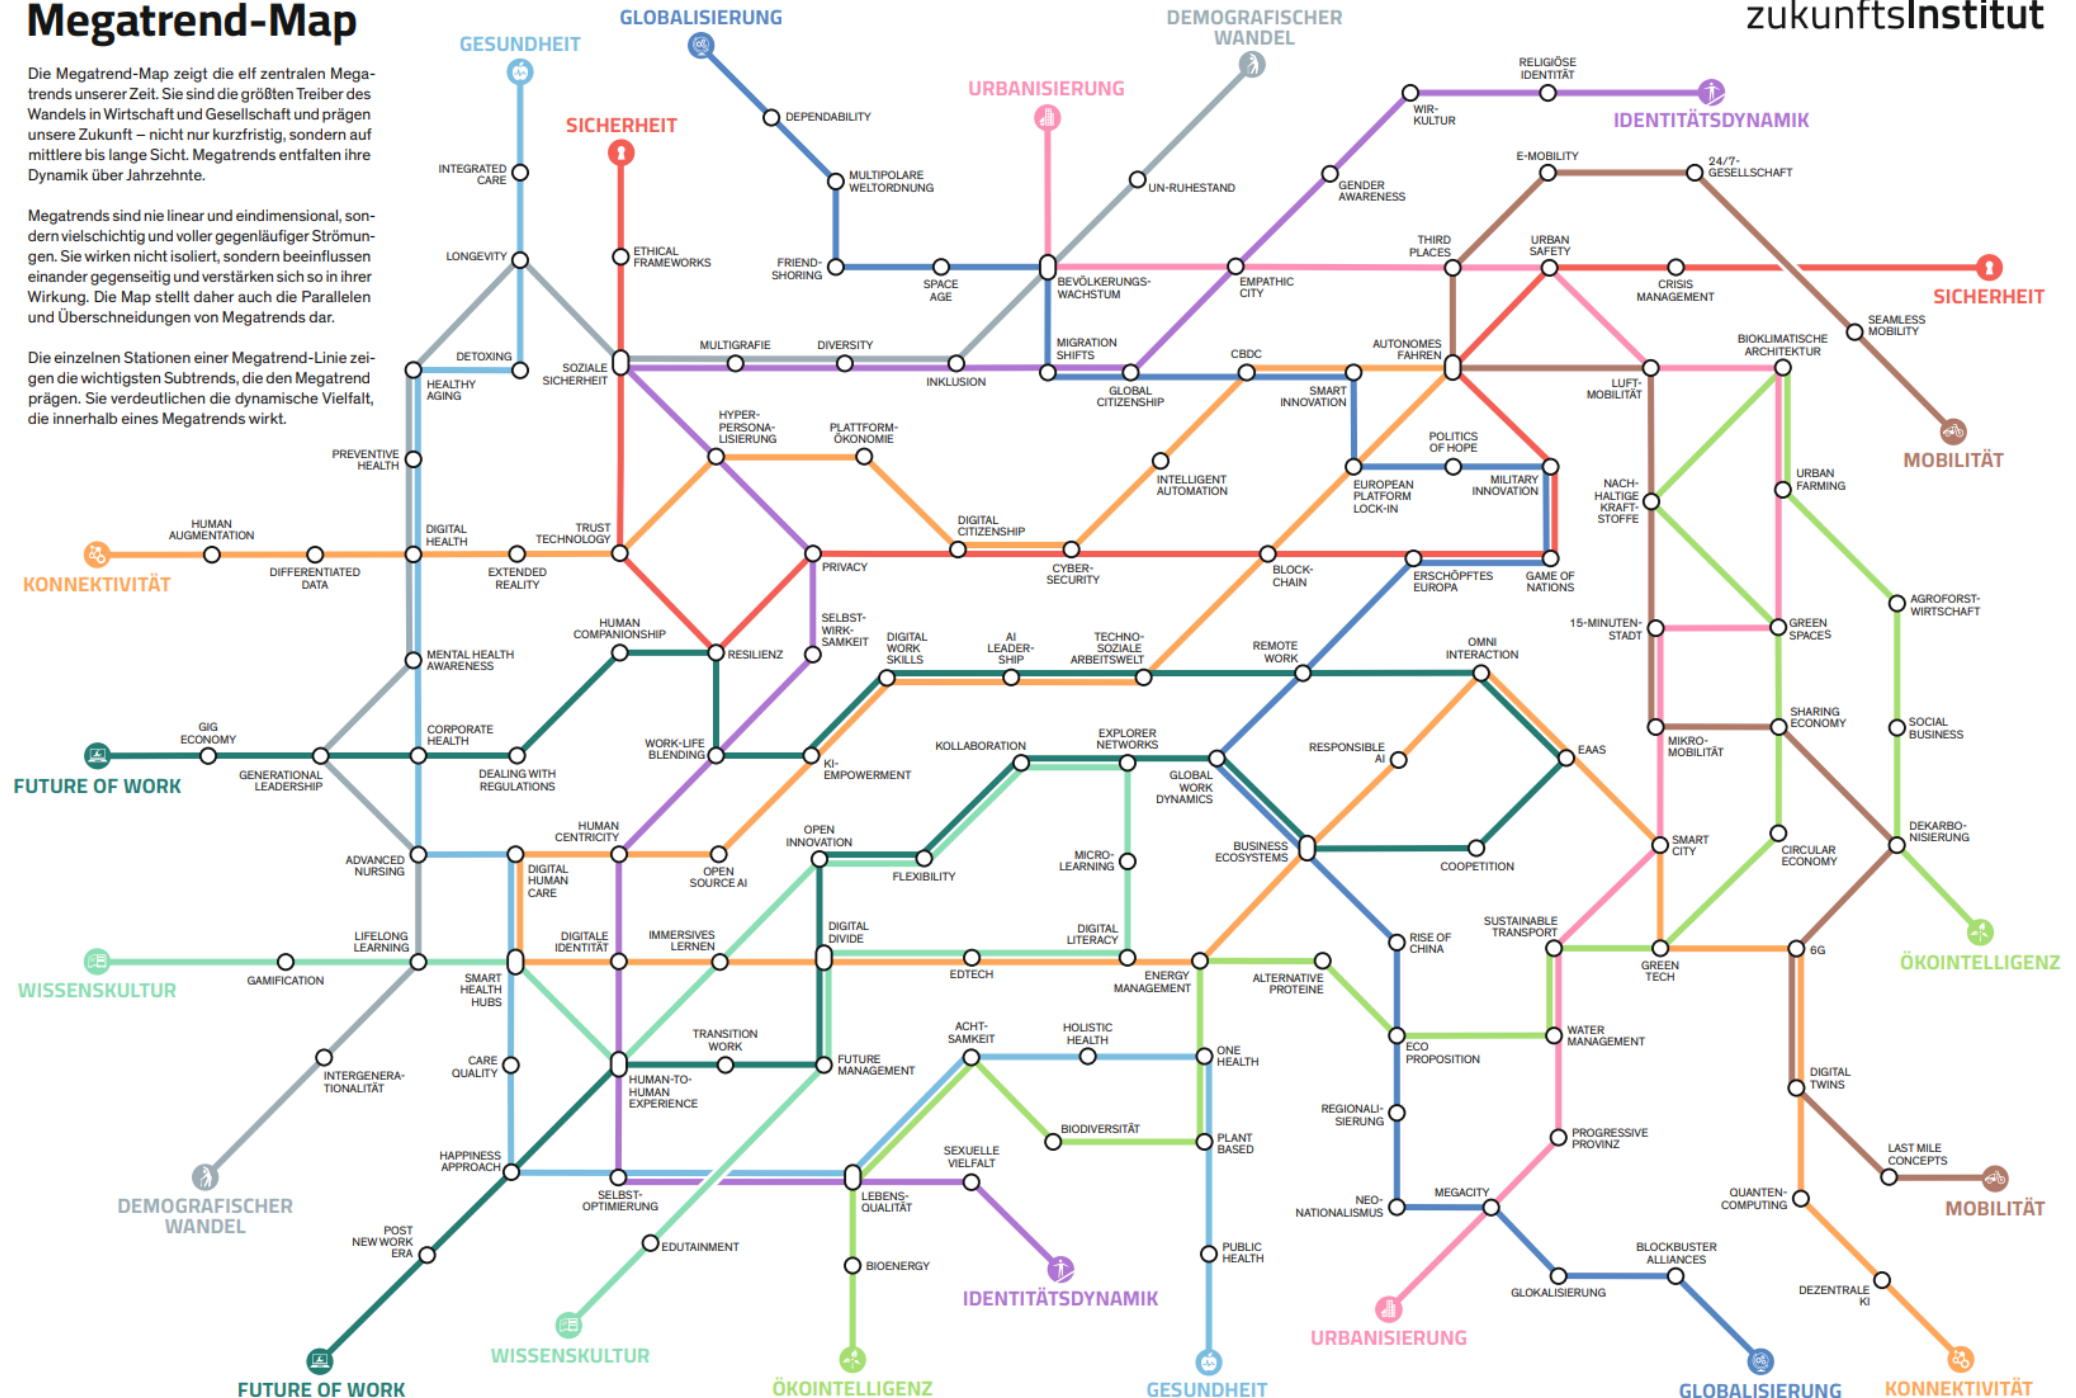 Megatrend-Map
zukunftsInstitut
Die Megatrend-Map zeigt die elf zentralen Mega-
trends unserer Zeit. Sie sind die größten Treiber des
Wandels in Wirtschaft und Gesellschaft und prägen
unsere Zukunft – nicht nur kurzfristig, sondern auf
mittlere bis lange Sicht. Megatrends entfalten ihre
Dynamik über Jahrzehnte.
Megatrends sind nie linear und eindimensional, son-
dern vielschichtig und voller gegenläufiger Strömun-
gen. Sie wirken nicht isoliert, sondern beeinflussen
einander gegenseitig und verstärken sich so in ihrer
Wirkung. Die Map stellt daher auch die Parallelen
und Überschneidungen von Megatrends dar.
Die einzelnen Stationen einer Megatrend-Linie zei-
gen die wichtigsten Subtrends, die den Megatrend
prägen. Sie verdeutlichen die dynamische Vielfalt,
die innerhalb eines Megatrends wirkt.
GESUNDHEIT
GLOBALISIERUNG
DEMOGRAFISCHER
WANDEL
URBANISIERUNG
SICHERHEIT
RELIGIÖSE
IDENTITÄT
IDENTITÄTSDYNAMIK
WIR-
KULTUR
DEPENDABILITY
INTEGRATED
CARE
MULTIPOLARE
WELTORDNUNG
UN-RUHESTAND
GENDER
AWARENESS
E-MOBILITY
24/7-
GESELLSCHAFT
LONGEVITY
ETHICAL
FRAMEWORKS
FRIEND-
SHORING
SPACE
AGE
BEVÖLKERUNGS-
WACHSTUM
EMPATHIC
CITY
THIRD
PLACES
URBAN
SAFETY
CRISIS
MANAGEMENT
SICHERHEIT
SEAMLESS
MOBILITY
DETOXING
HEALTHY
AGING
SOZIALE
SICHERHEIT
MULTIGRAFIE
DIVERSITY
INKLUSION
MIGRATION
SHIFTS
GLOBAL
CITIZENSHIP
CBDC
SMART
INNOVATION
AUTONOMES
FAHREN
LUFT-
MOBILITÄT
BIOKLIMATISCHE
ARCHITEKTUR
MOBILITÄT
PREVENTIVE
HEALTH
HYPER-
PERSONA-
LISIERUNG
PLATTFORM-
ÖKONOMIE
INTELLIGENT
AUTOMATION
EUROPEAN
PLATFORM
LOCK-IN
POLITICS
OF HOPE
MILITARY
INNOVATION
NACH-
HALTIGE
KRAFT-
STOFFE
URBAN
FARMING
KONNEKTIVITÄT
HUMAN
AUGMENTATION
DIFFERENTIATED
DATA
DIGITAL
HEALTH
EXTENDED
REALITY
TRUST
TECHNOLOGY
PRIVACY
DIGITAL
CITIZENSHIP
CYBER-
SECURITY
BLOCK-
CHAIN
ERSCHÖPFTES
EUROPA
GAME OF
NATIONS
AGROFORST-
WIRTSCHAFT
MENTAL HEALTH
AWARENESS
HUMAN
COMPANIONSHIP
RESILIENZ
SELBST-
WIRK-
SAMKEIT
DIGITAL
WORK
SKILLS
AI
LEADER-
SHIP
TECHNO-
SOZIALE
ARBEITSWELT
REMOTE
WORK
OMNI
INTERACTION
15-MINUTEN-
STADT
GREEN
SPACES
FUTURE OF WORK
GIG
ECONOMY
GENERATIONAL
LEADERSHIP
CORPORATE
HEALTH
DEALING WITH
REGULATIONS
WORK-LIFE
BLENDING
KI-
EMPOWERMENT
KOLLABORATION
EXPLORER
NETWORKS
GLOBAL
WORK
DYNAMICS
RESPONSIBLE
AI
EAAS
MIKRO-
MOBILITÄT
SHARING
ECONOMY
SOCIAL
BUSINESS
ADVANCED
NURSING
DIGITAL
HUMAN
CARE
HUMAN
CENTRICITY
OPEN
SOURCE AI
OPEN
INNOVATION
FLEXIBILITY
MICRO-
LEARNING
BUSINESS
ECOSYSTEMS
COOPETITION
SMART
CITY
CIRCULAR
ECONOMY
DEKARBO-
NISIERUNG
WISSENSKULTUR
GAMIFICATION
LIFELONG
LEARNING
SMART
HEALTH
HUBS
DIGITALE
IDENTITÄT
IMMERSIVES
LERNEN
DIGITAL
DIVIDE
EDTECH
DIGITAL
LITERACY
ENERGY
MANAGEMENT
ALTERNATIVE
PROTEINE
RISE OF
CHINA
SUSTAINABLE
TRANSPORT
GREEN
TECH
6G
ÖKOINTELLIGENZ
INTERGENERA-
TIONALITÄT
CARE
QUALITY
HUMAN-TO-
HUMAN
EXPERIENCE
TRANSITION
WORK
FUTURE
MANAGEMENT
ACHT-
SAMKEIT
HOLISTIC
HEALTH
ONE
HEALTH
ECO
PROPOSITION
WATER
MANAGEMENT
DIGITAL
TWINS
BIODIVERSITÄT
PLANT
BASED
REGIONALI-
SIERUNG
PROGRESSIVE
PROVINZ
LAST MILE
CONCEPTS
MOBILITÄT
DEMOGRAFISCHER
WANDEL
HAPPINESS
APPROACH
SELBST-
OPTIMIERUNG
LEBENS-
QUALITÄT
SEXUELLE
VIELFALT
NEO-
NATIONALISMUS
MEGACITY
QUANTEN-
COMPUTING
POST
NEW WORK
ERA
EDUTAINMENT
BIOENERGY
IDENTITÄTSDYNAMIK
PUBLIC
HEALTH
GLOKALISIERUNG
BLOCKBUSTER
ALLIANCES
DEZENTRALE
KI
URBANISIERUNG
WISSENSKULTUR
FUTURE OF WORK
ÖKOINTELLIGENZ
GESUNDHEIT
GLOBALISIERUNG
KONNEKTIVITÄT